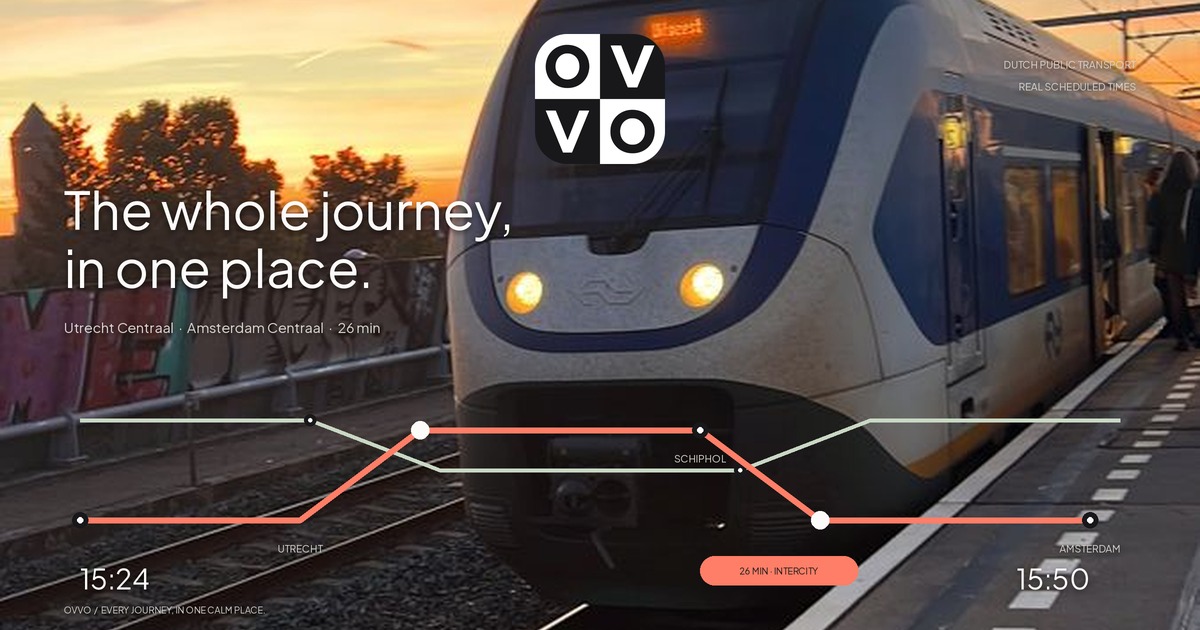 OV
VO
DUTCH PUBLIC TRANSPORT
REAL SCHEDULED TIMES
The whole journey,
in one place.
Utrecht Centraal · Amsterdam Centraal · 26 min
SCHIPHOL
UTRECHT
AMSTERDAM
15:24
26 MIN · INTERCITY
15:50
OVVO / EVERY JOURNEY, IN ONE CALM PLACE.